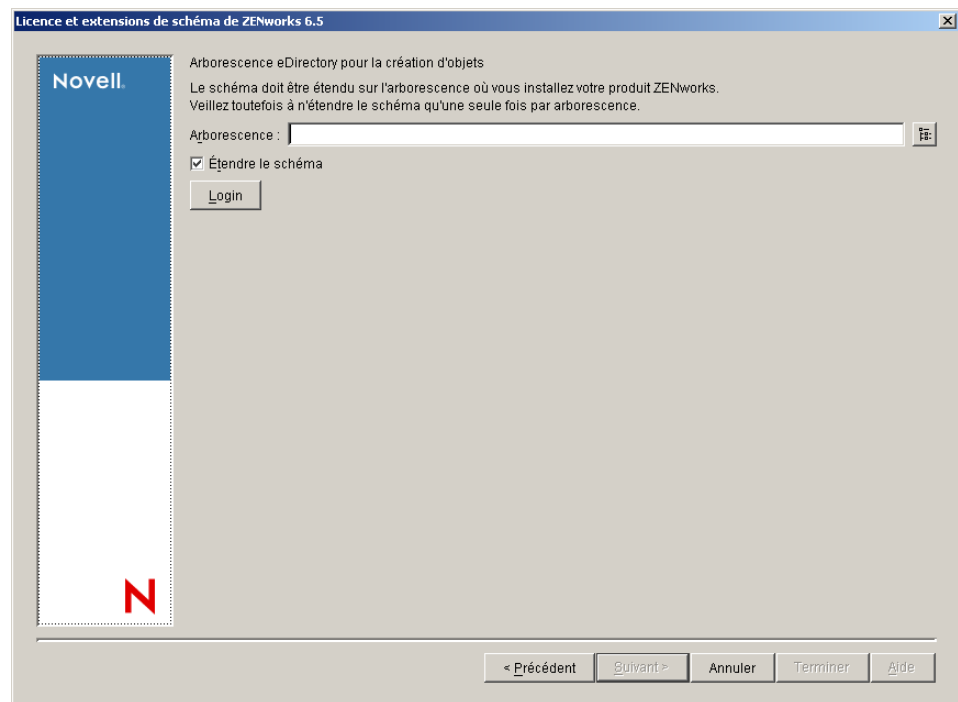 Licence et extensions de schéma de ZENworks 6.5
Novell.
Arborescence eDirectory pour la création d'objets
Le schéma doit être étendu sur l'arborescence où vous installez votre produit ZENworks.
Veillez toutefois à n'étendre le schéma qu'une seule fois par arborescence.
Arborescence :
Étendre le schéma
Login
N
< Précédent Suivant > Annuler Terminer Aide